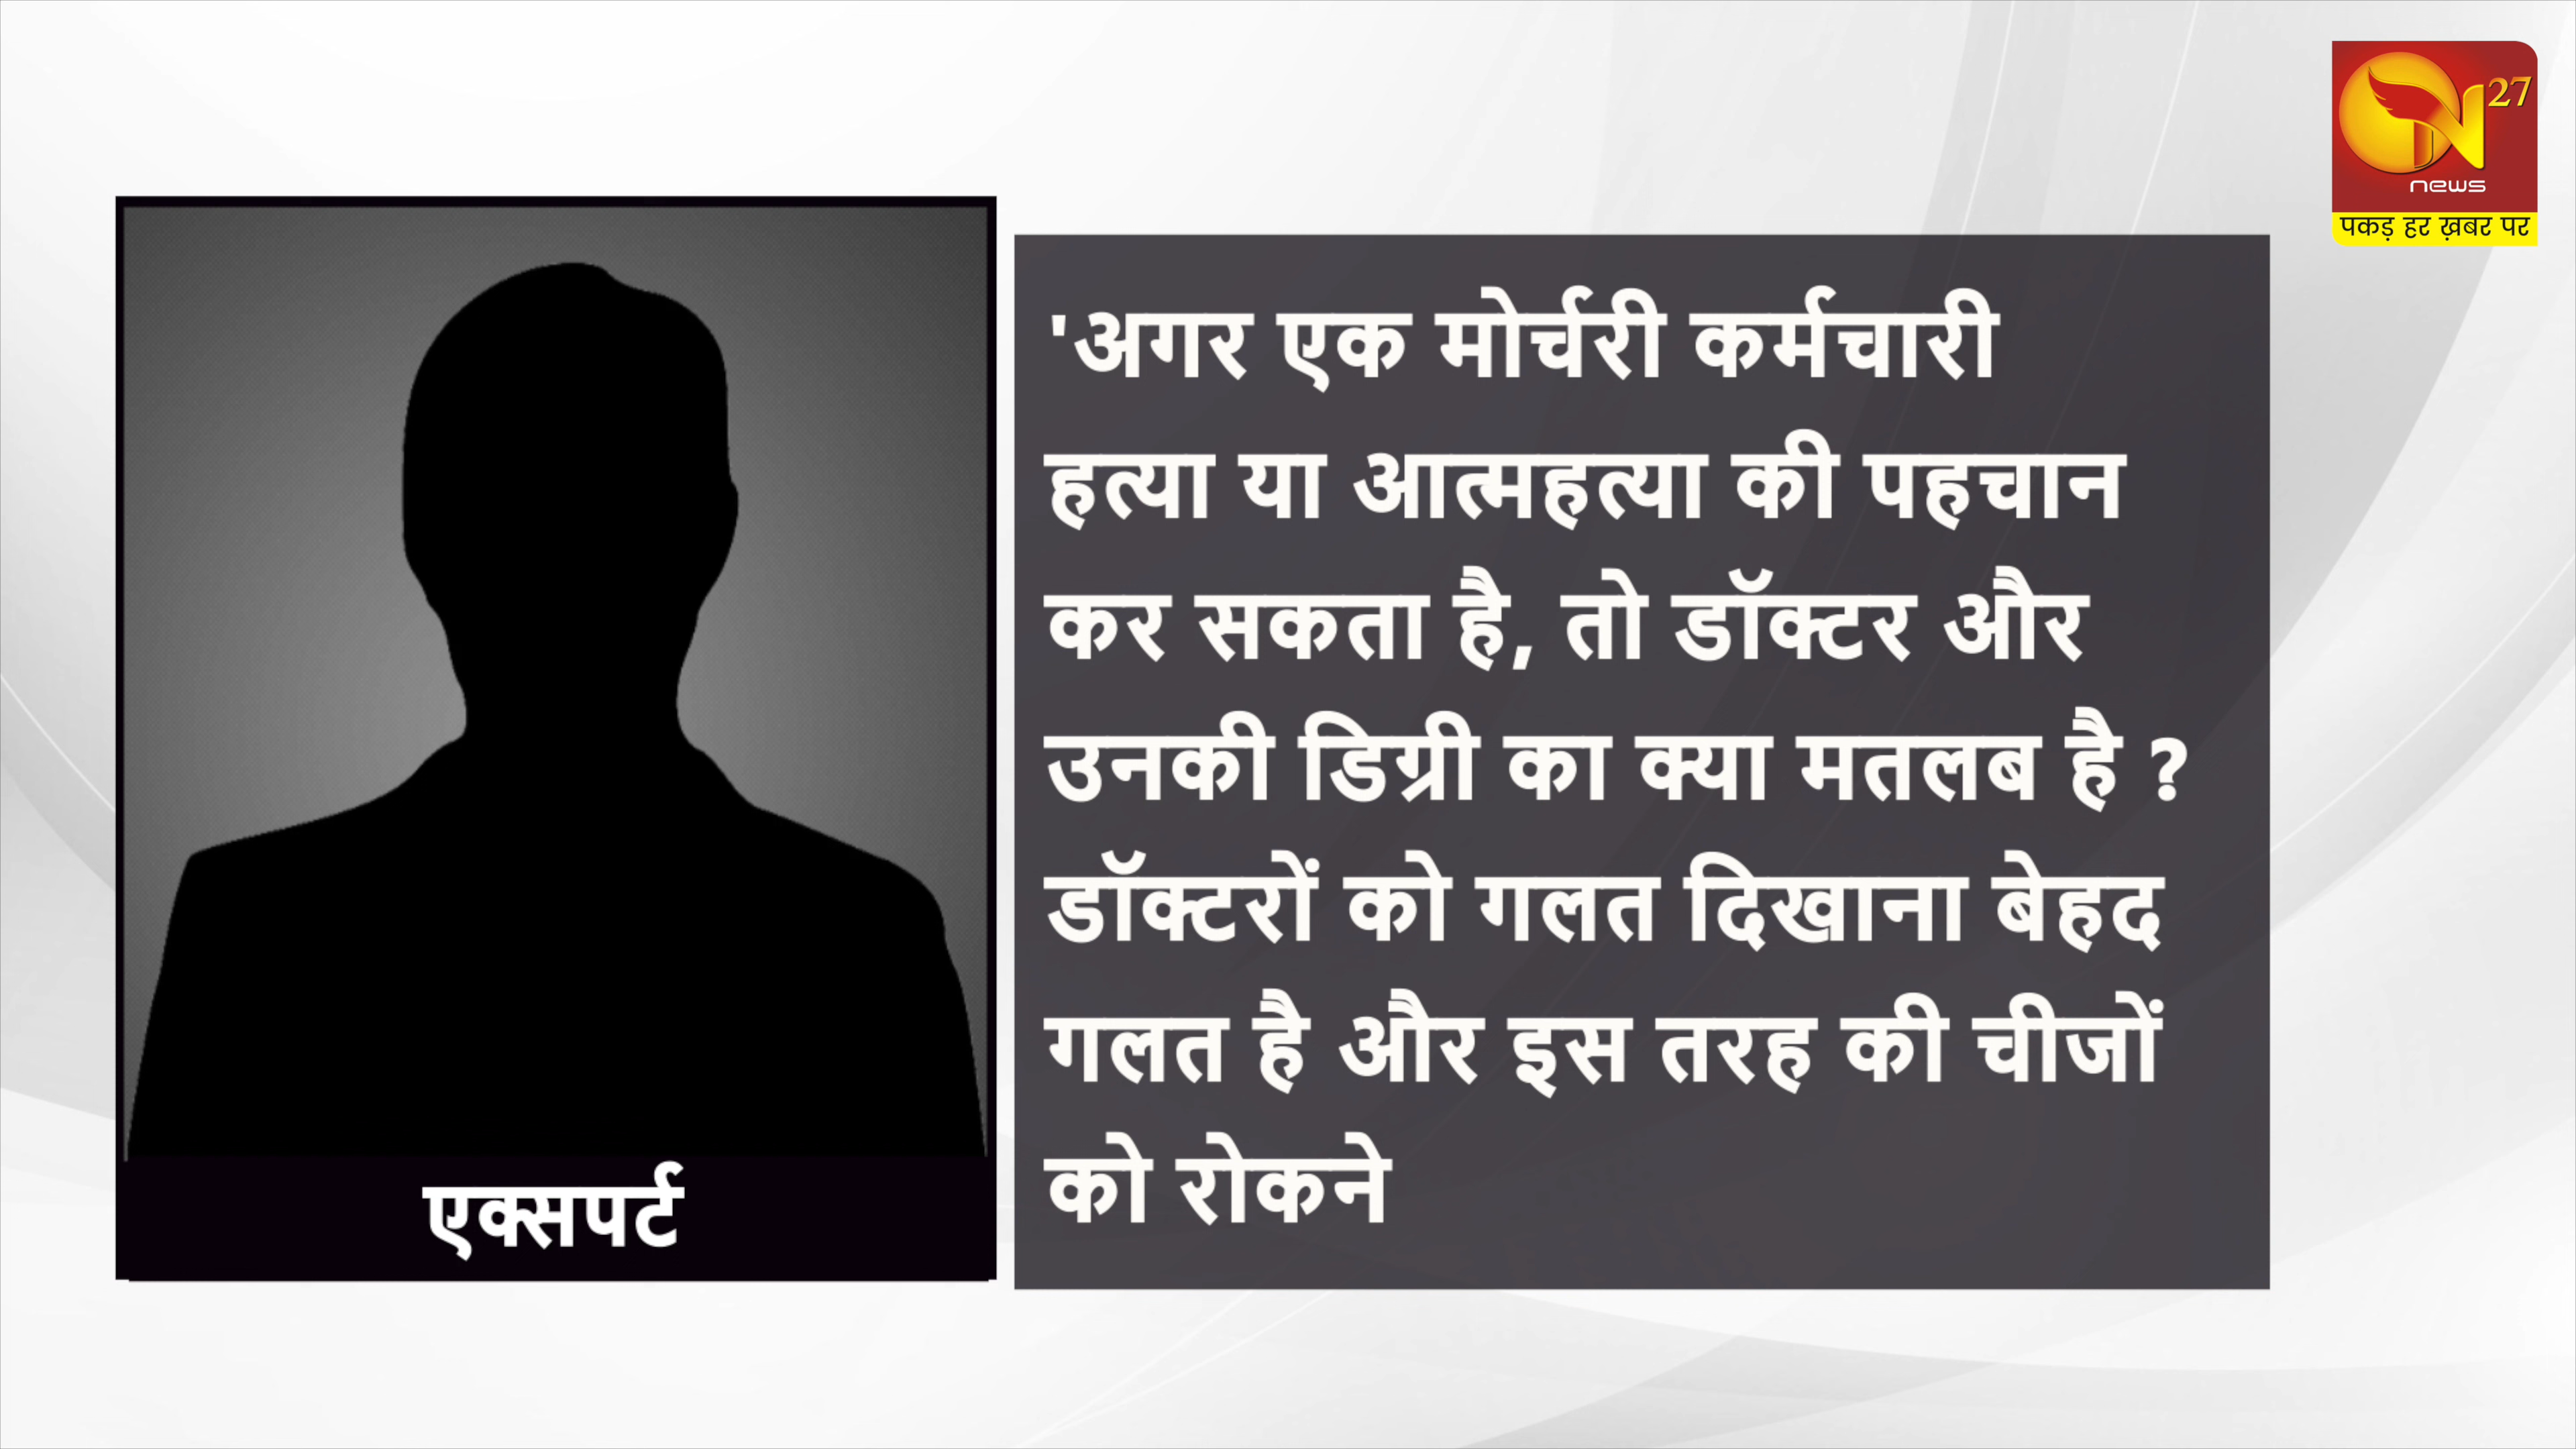 27
news
पकड़ हर ख़बर पर
'अगर एक मोर्चरी कर्मचारी
हत्या या आत्महत्या की पहचान
कर सकता है, तो डॉक्टर और
उनकी डिग्री का क्या मतलब है ?
डॉक्टरों को गलत दिखाना बेहद
गलत है और इस तरह की चीजों
को रोकने
एक्सपर्ट